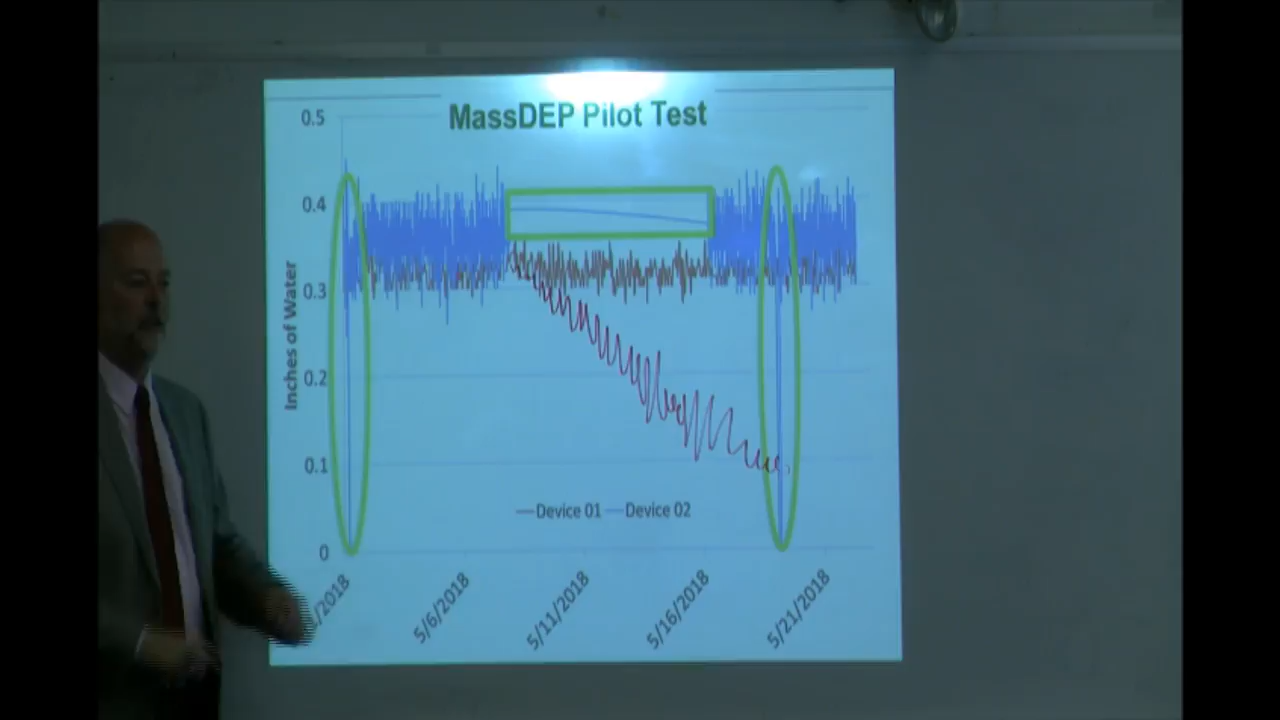 MassDEP Pilot Test
0.5
0.4
0.3
0.2
0.1
0
Inches of Water
Device 01
Device 02
/2018
5/6/2018
5/11/2018
5/16/2018
5/21/2018